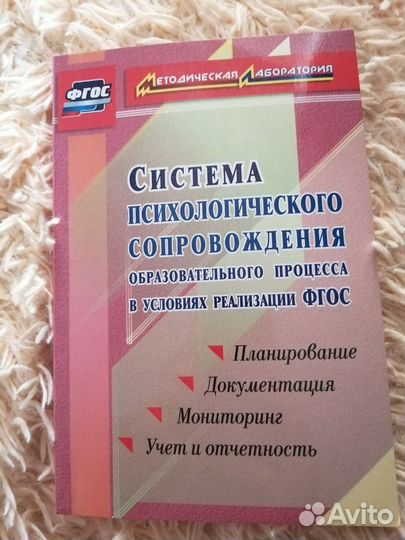 ФГОС
Методическая Лаборатория
Система
психологического
сопровождения
образовательного процесса
в условиях реализации ФГОС
Планирование
Документация
Мониторинг
Учет и отчетность
Avito